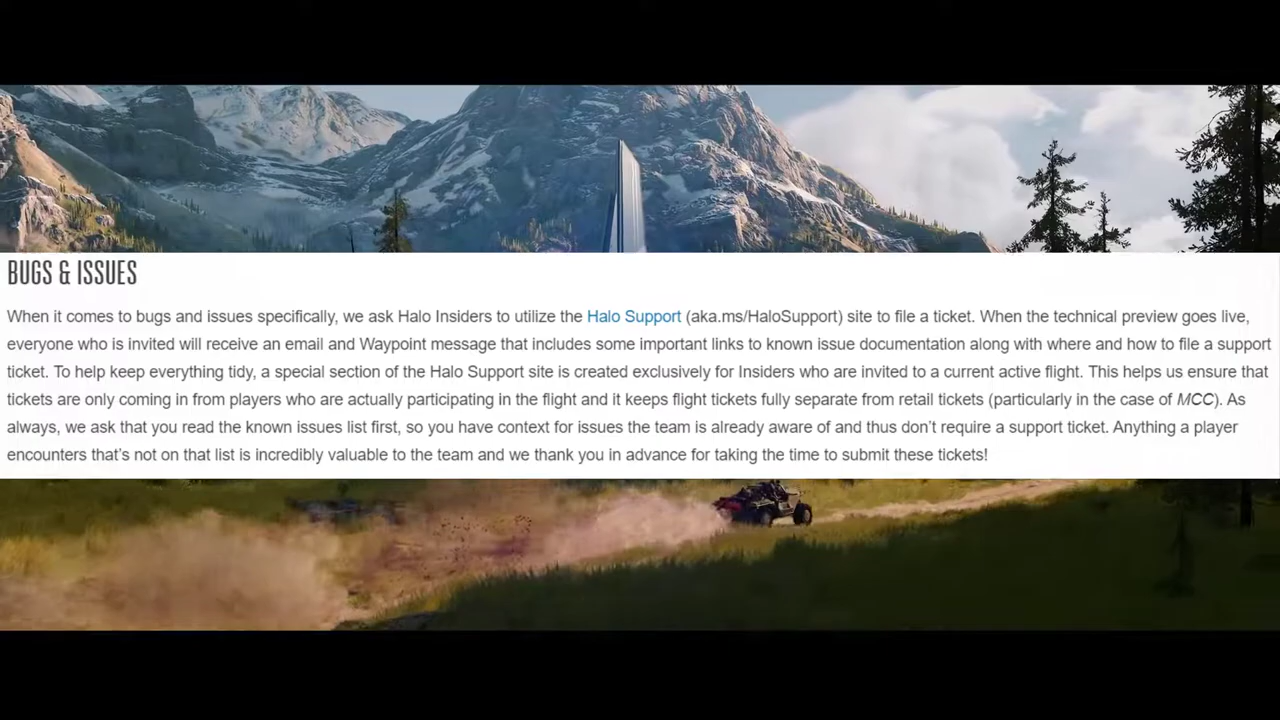 BUGS & ISSUES
When it comes to bugs and issues specifically, we ask Halo Insiders to utilize the Halo Support (aka.ms/HaloSupport) site to file a ticket. When the technical preview goes live,
everyone who is invited will receive an email and Waypoint message that includes some important links to known issue documentation along with where and how to file a support
ticket. To help keep everything tidy, a special section of the Halo Support site is created exclusively for Insiders who are invited to a current active flight. This helps us ensure that
tickets are only coming in from players who are actually participating in the flight and it keeps flight tickets fully separate from retail tickets (particularly in the case of MCC). As
always, we ask that you read the known issues list first, so you have context for issues the team is already aware of and thus don't require a support ticket. Anything a player
encounters that's not on that list is incredibly valuable to the team and we thank you in advance for taking the time to submit these tickets!